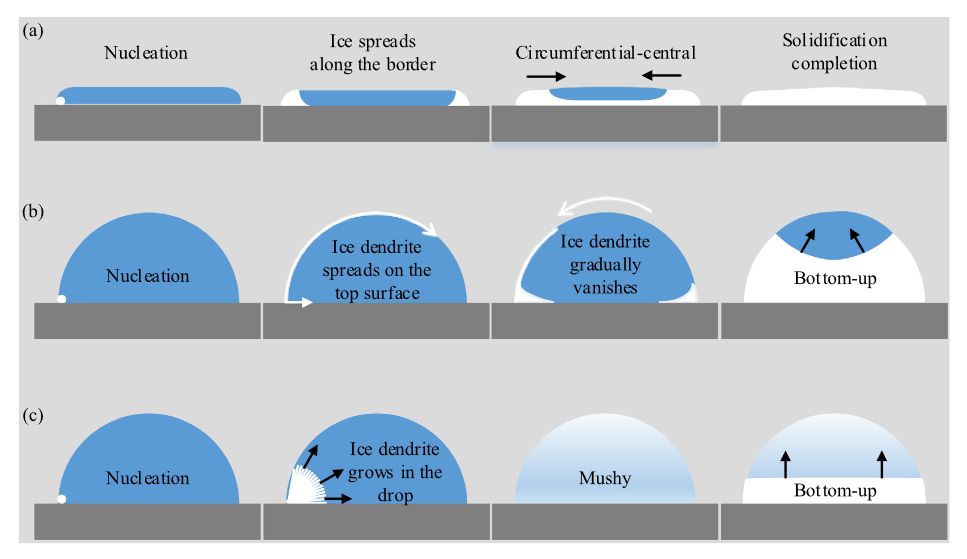 (a)
Nucleation
Ice spreads
along the border
Circumferential-central
Solidification
completion
(b)
Nucleation
Ice dendrite
spreads on the
top surface
Ice dendrite
gradually
vanishes
Bottom-up
(c)
Nucleation
Ice dendrite
grows in the
drop
Mushy
Bottom-up